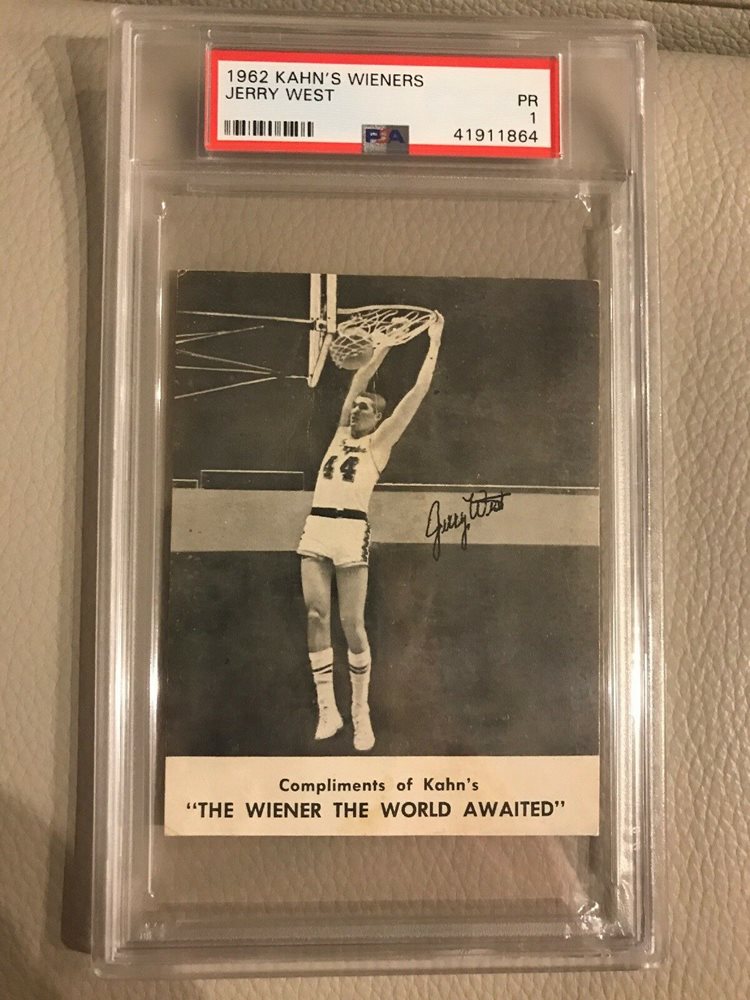 1962 KAHN'S WIENERS
JERRY WEST
PR
1
PSA
41911864
44
Jerry West
Compliments of Kahn's
"THE WIENER THE WORLD AWAITED"